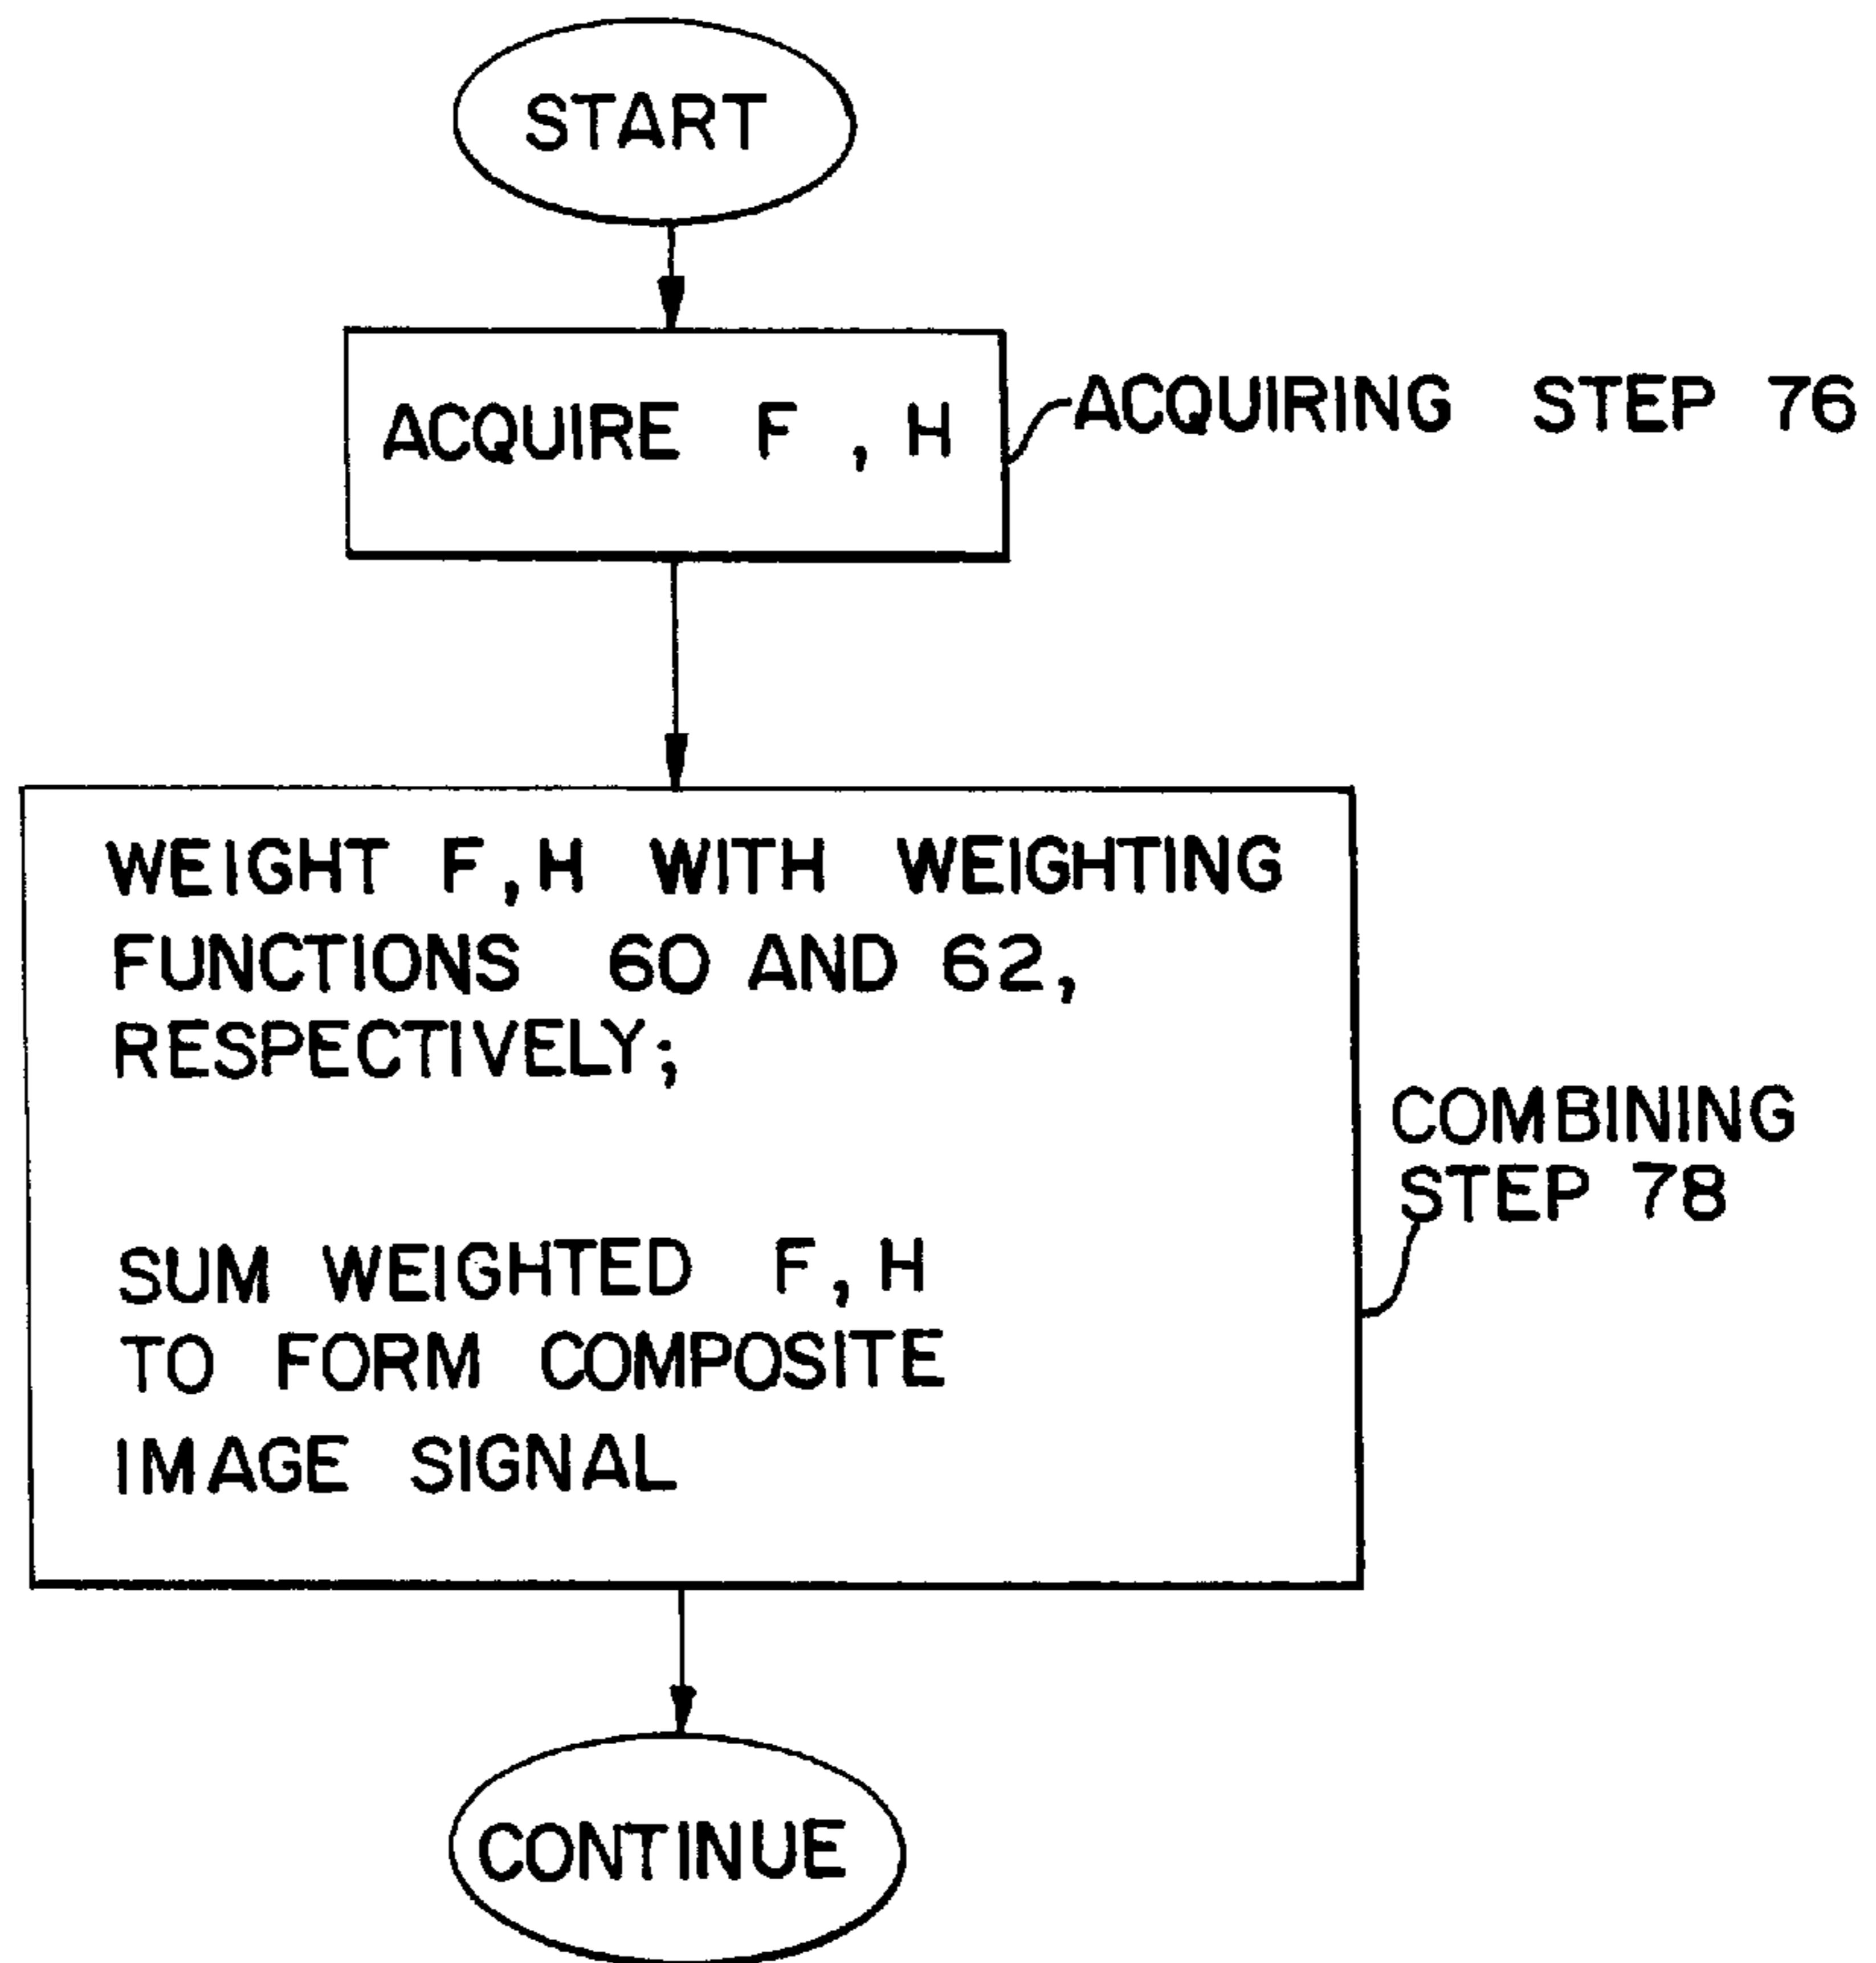 START
ACQUIRE F, H
ACQUIRING STEP 76
WEIGHT F, H WITH WEIGHTING
FUNCTIONS 60 AND 62,
RESPECTIVELY;
SUM WEIGHTED F, H
TO FORM COMPOSITE
IMAGE SIGNAL
COMBINING
STEP 78
CONTINUE